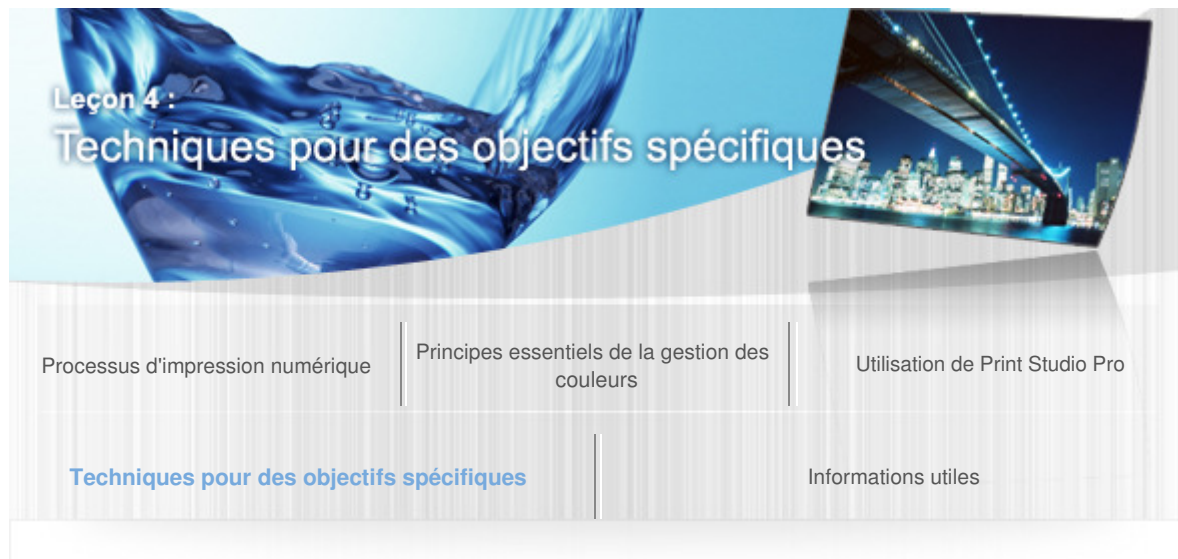 Leçon 4 :
Techniques pour des objectifs spécifiques
Processus d'impression numérique
Principes essentiels de la gestion des
couleurs
Utilisation de Print Studio Pro
Techniques pour des objectifs spécifiques
Informations utiles